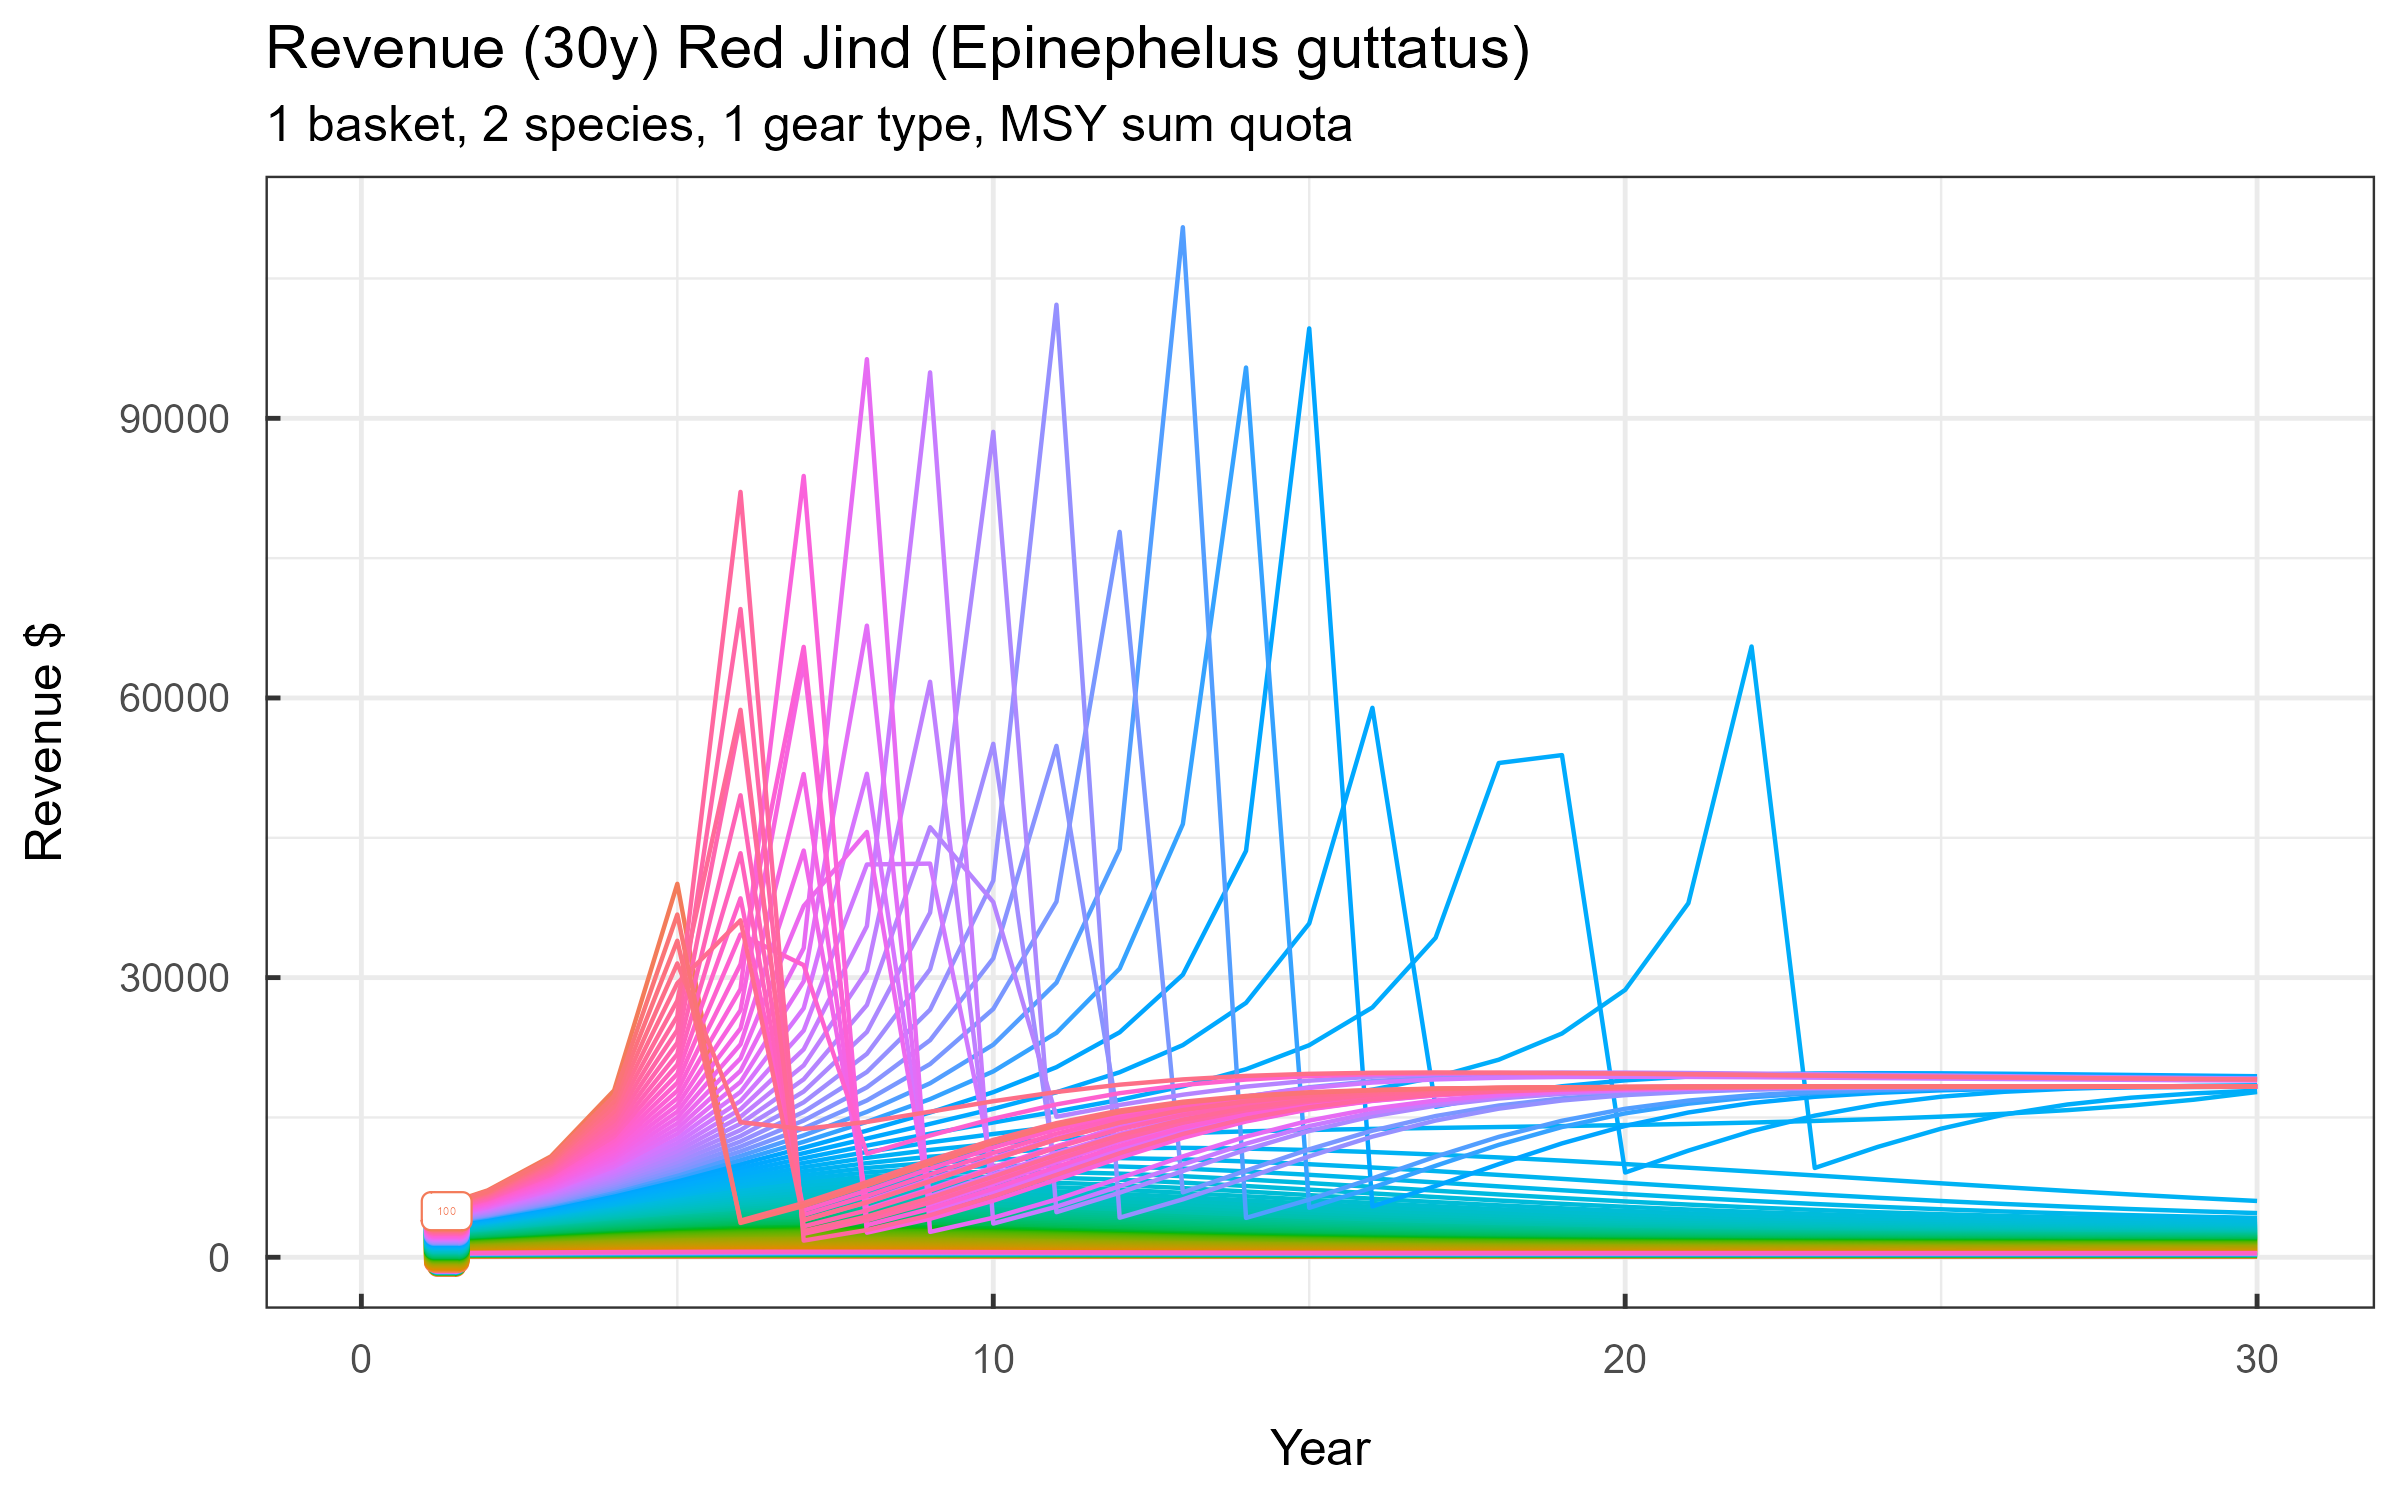 Revenue (30y) Red Jind (Epinephelus guttatus)
1 basket, 2 species, 1 gear type, MSY sum quota
Revenue $
90000
60000
30000
0
100
0
10
20
30
Year